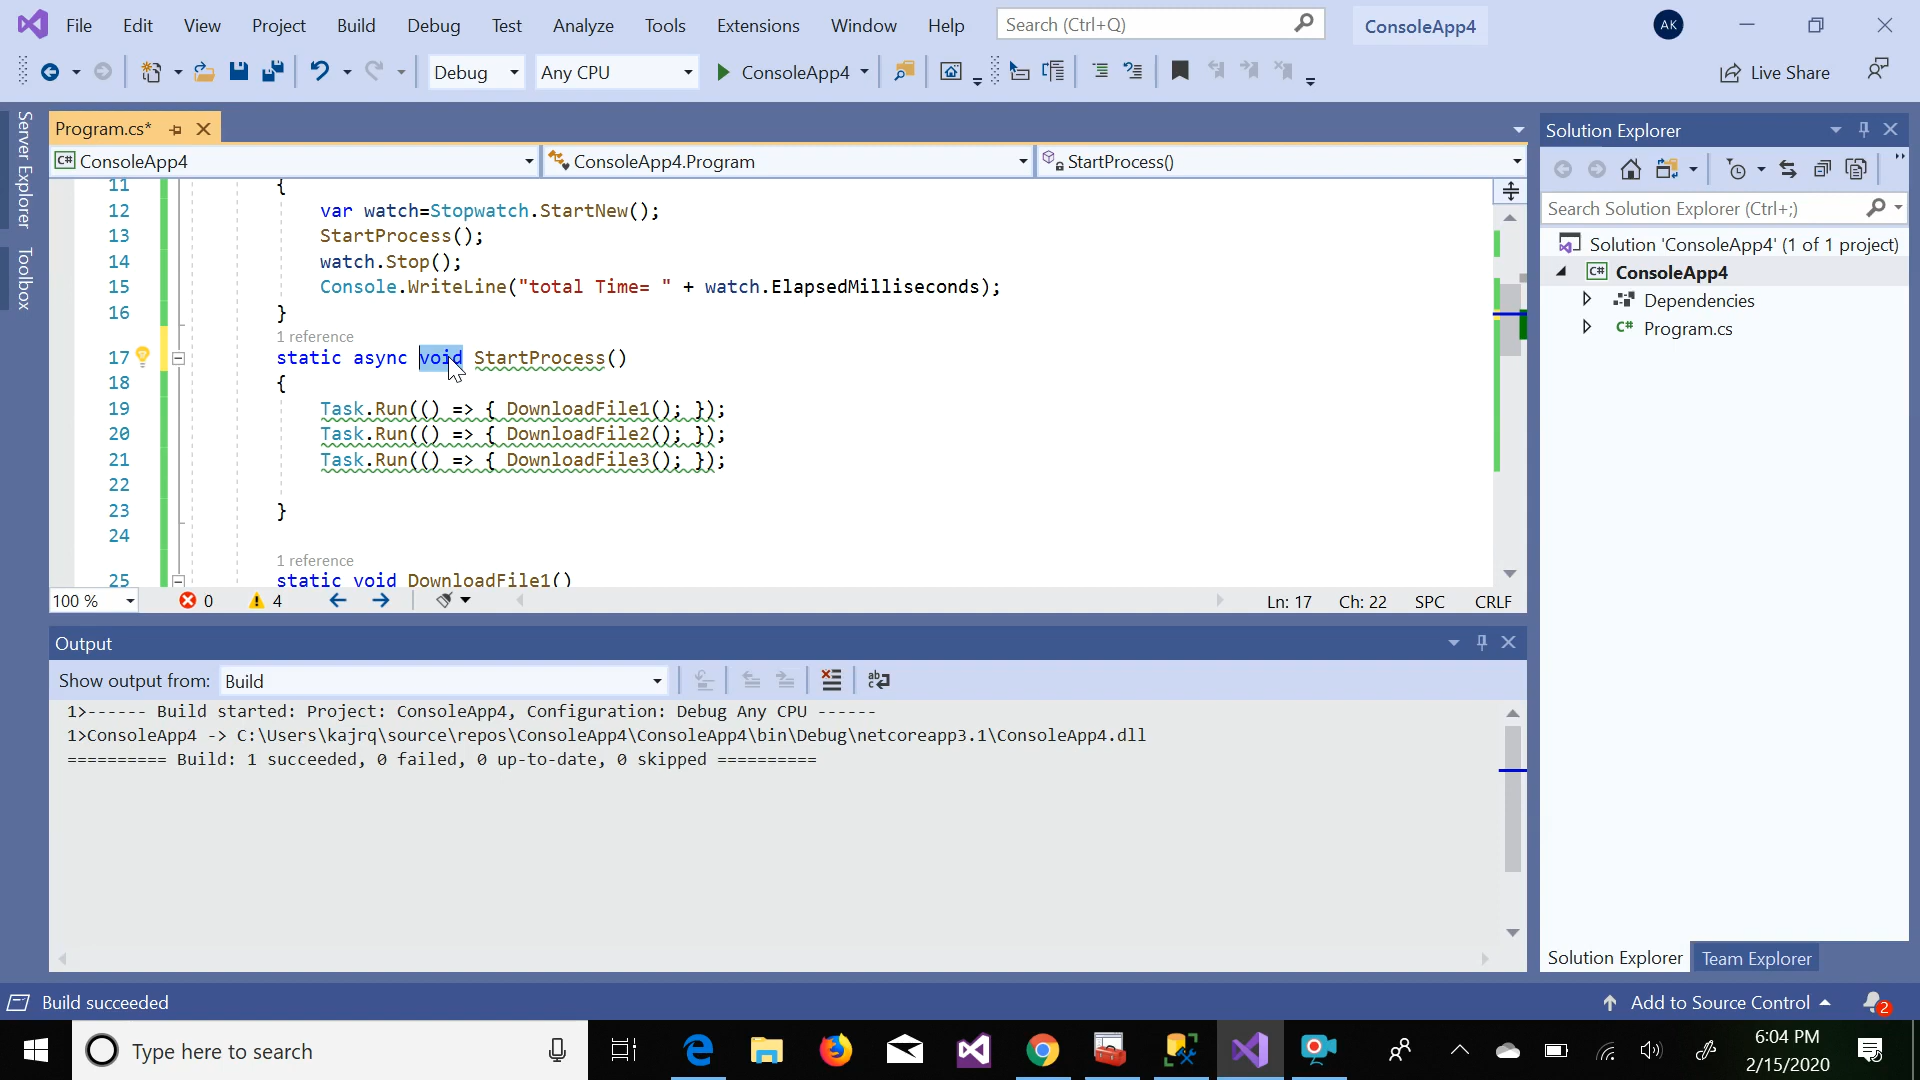 File Edit View Project Build Debug Test Analyze Tools Extensions Window Help Search (Ctrl+Q) ConsoleApp4 AK
Debug Any CPU ConsoleApp4 Live Share
Server Explorer
Toolbox
Program.cs*
ConsoleApp4 ConsoleApp4.Program StartProcess()
11 {
12 var watch=Stopwatch.StartNew();
13 StartProcess();
14 watch.Stop();
15 Console.WriteLine("total Time= " + watch.ElapsedMilliseconds);
16 }
1 reference
17 static async void StartProcess()
18 {
19 Task.Run(() => { DownloadFile1(); });
20 Task.Run(() => { DownloadFile2(); });
21 Task.Run(() => { DownloadFile3(); });
22
23 }
24
1 reference
25 static void DownloadFile1()
100 % 0 4 Ln: 17 Ch: 22 SPC CRLF
Output
Show output from: Build
1>------ Build started: Project: ConsoleApp4, Configuration: Debug Any CPU ------
1>ConsoleApp4 -> C:\Users\kajrq\source\repos\ConsoleApp4\ConsoleApp4\bin\Debug\netcoreapp3.1\ConsoleApp4.dll
========== Build: 1 succeeded, 0 failed, 0 up-to-date, 0 skipped ==========
Solution Explorer
Search Solution Explorer (Ctrl+;)
Solution 'ConsoleApp4' (1 of 1 project)
C# ConsoleApp4
Dependencies
C# Program.cs
Solution Explorer Team Explorer
Build succeeded Add to Source Control 2
Type here to search
6:04 PM
2/15/2020